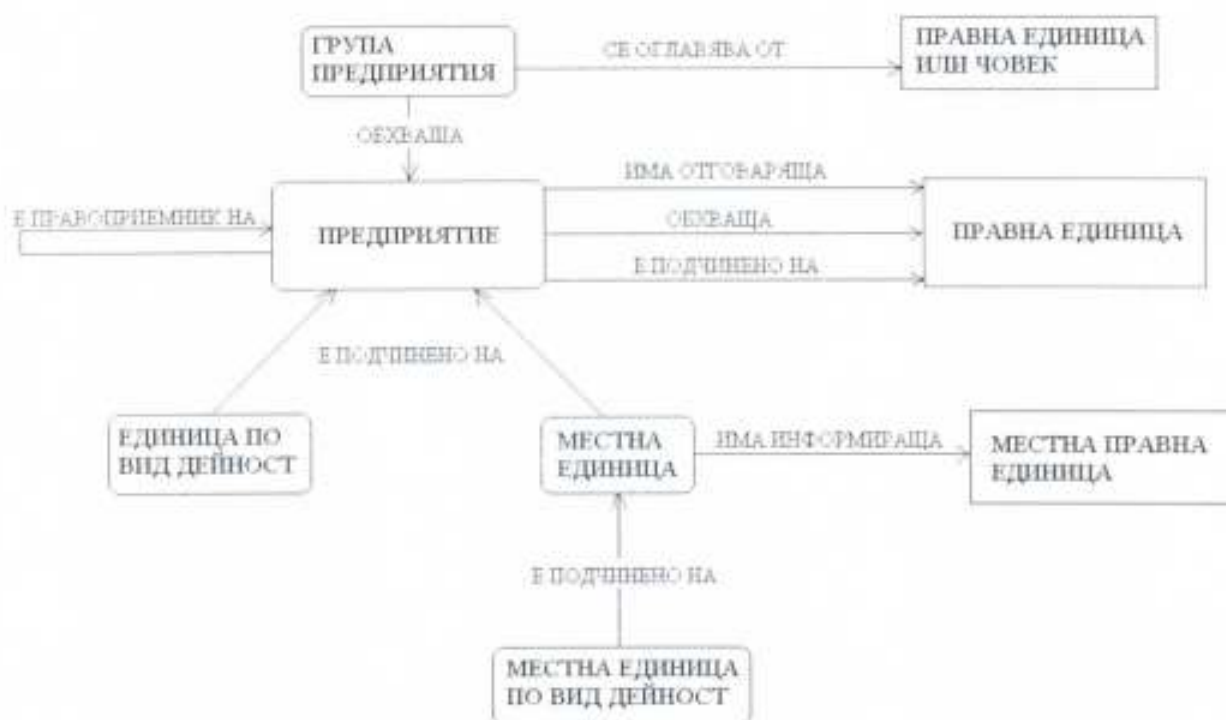 ГРУПА
ПРЕДПРИЯТИЯ
СЕ ОГЛАВЯВА ОТ
ПРАВНА ЕДИНИЦА
ИЛИ ЧОВЕК
ОБХВАЩА
Е ПРАВОПРИЕМНИК НА
ПРЕДПРИЯТИЕ
ИМА ОТГОВАРЯЩА
ОБХВАЩА
Е ПОДЧИНЕНО НА
ПРАВНА ЕДИНИЦА
Е ПОДЧИНЕНО НА
ЕДИНИЦА ПО
ВИД ДЕЙНОСТ
МЕСТНА
ЕДИНИЦА
ИМА ИНФОРМИРАЩА
МЕСТНА ПРАВНА
ЕДИНИЦА
Е ПОДЧИНЕНО НА
МЕСТНА ЕДИНИЦА
ПО ВИД ДЕЙНОСТ